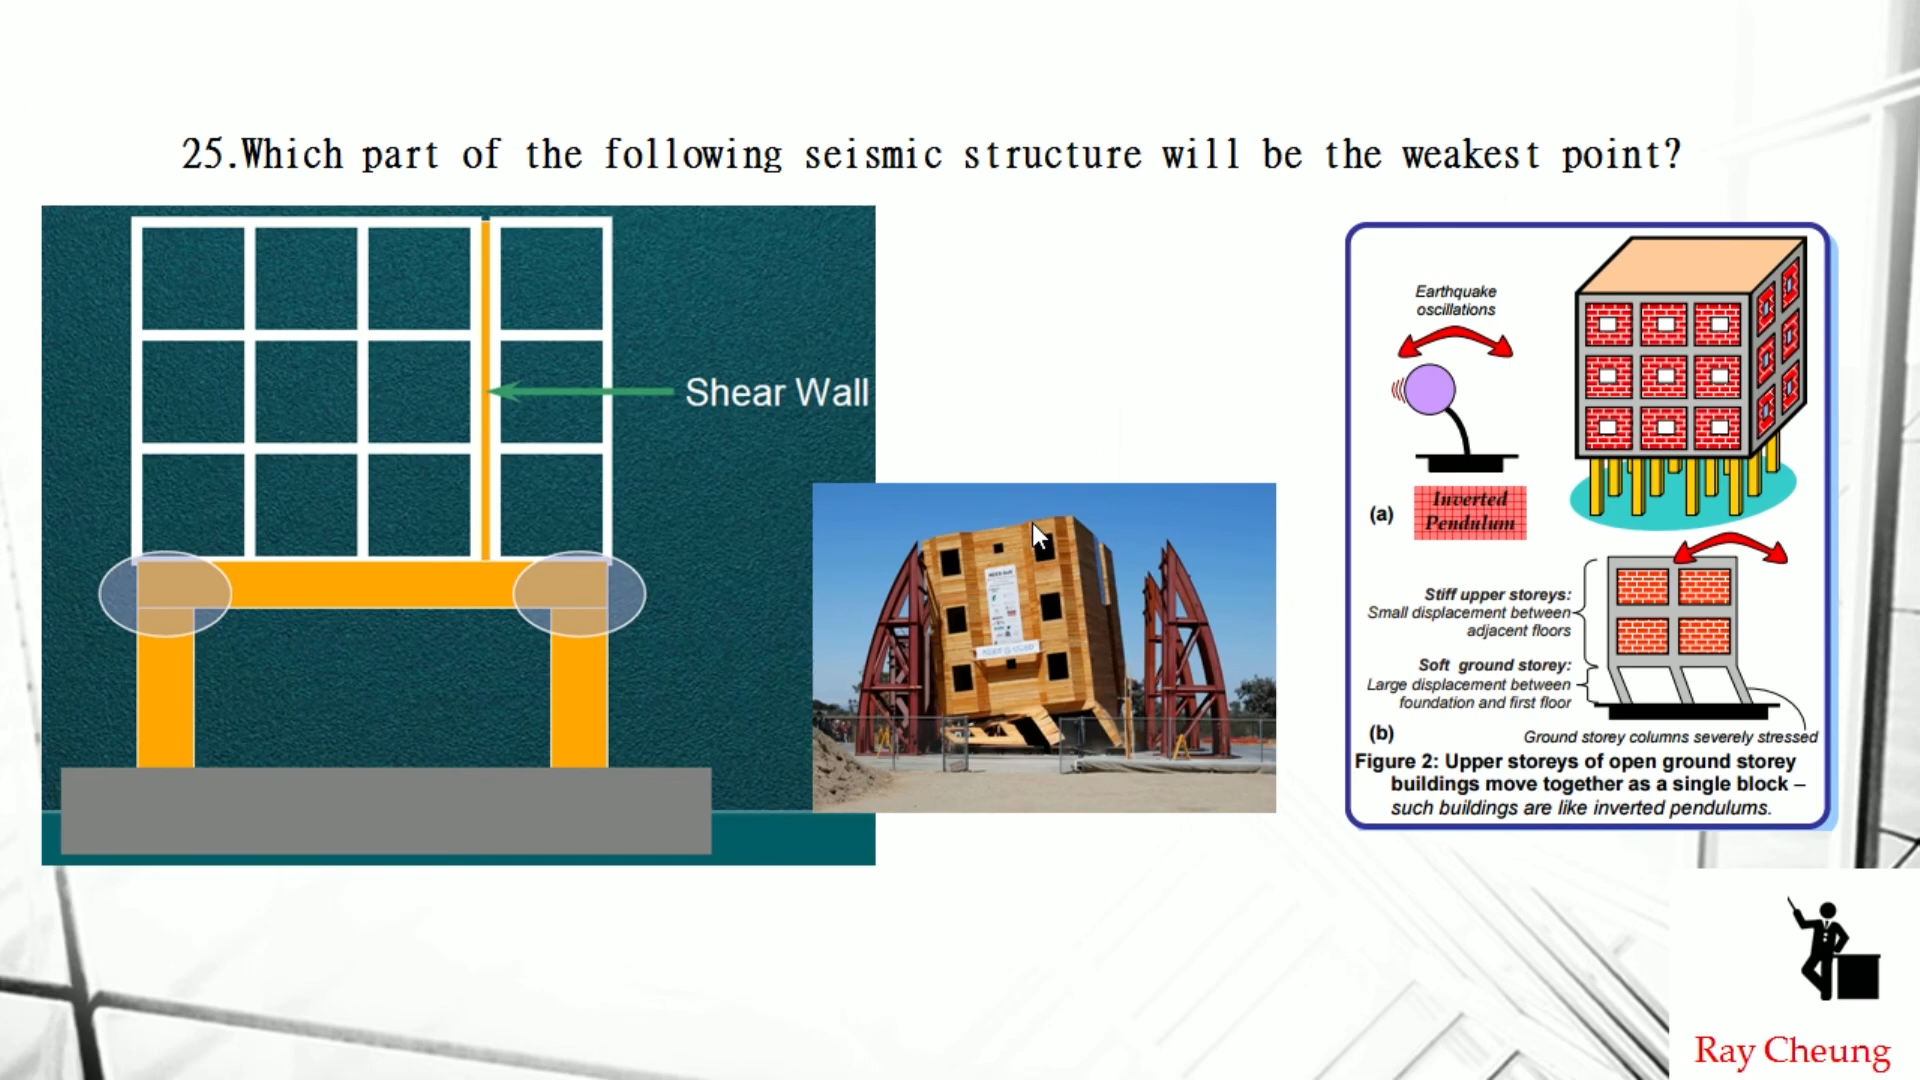 25.Which part of the following seismic structure will be the weakest point?
Shear Wall
Earthquake
oscillations
(a)
Inverted
Pendulum
Stiff upper storeys:
Small displacement between
adjacent floors
Soft ground storey:
Large displacement between
foundation and first floor
(b)
Ground storey columns severely stressed
Figure 2: Upper storeys of open ground storey
buildings move together as a single block –
such buildings are like inverted pendulums.
Ray Cheung